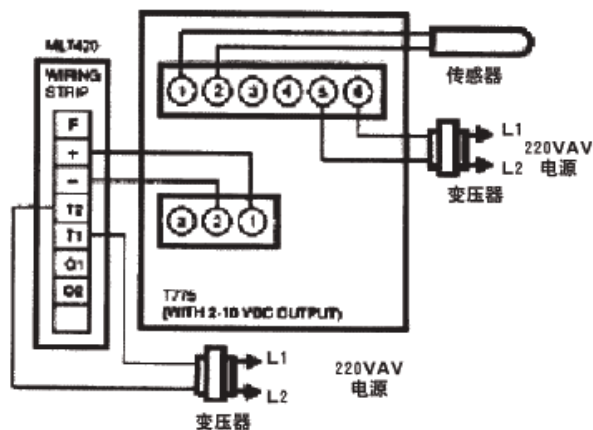 ML7420
WIRING
STRIP
F
+
−
T2
T1
O1
O2
1 2 3 4 5 6
3 2 1
T775
(WITH 2-10 VDC OUTPUT)
传感器
L1
L2
220VAV
电源
变压器
L1
L2
220VAV
电源
变压器